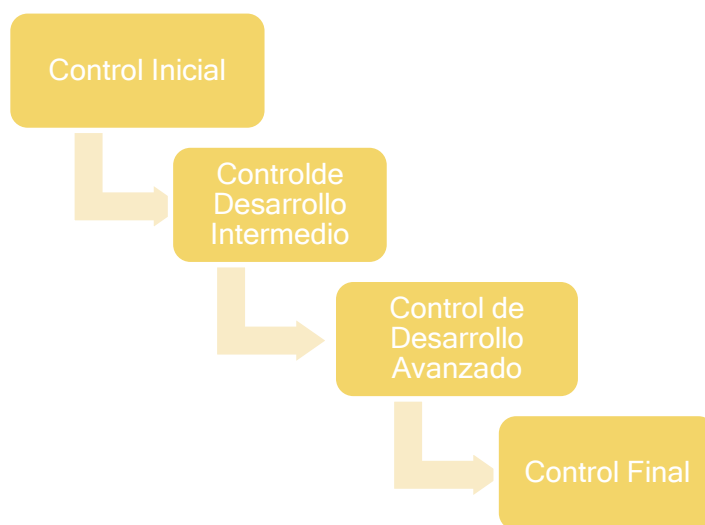 Control Inicial
Controlde
Desarrollo
Intermedio
Control de
Desarrollo
Avanzado
Control Final